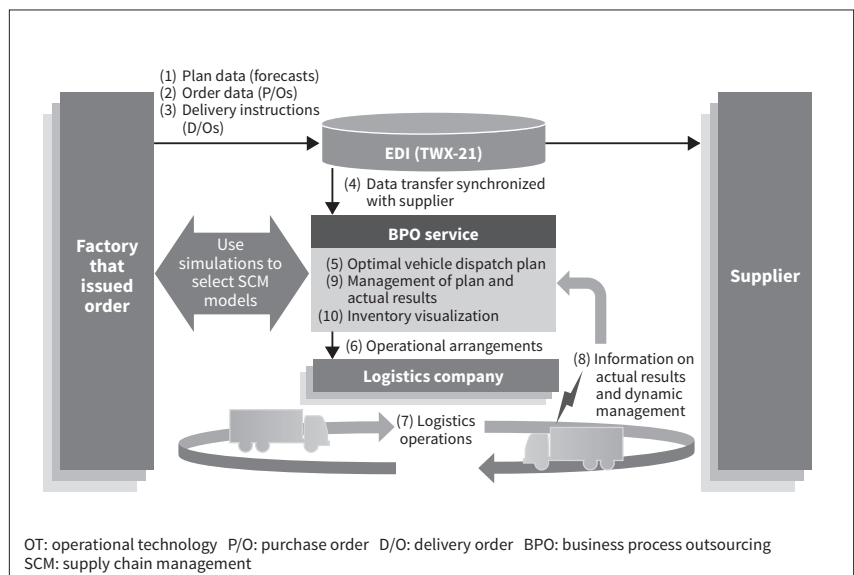 (1) Plan data (forecasts)
(2) Order data (P/Os)
(3) Delivery instructions
(D/Os)
EDI (TWX-21)
(4) Data transfer synchronized
with supplier
Factory
that
issued
order
Use
simulations to
select SCM
models
BPO service
(5) Optimal vehicle dispatch plan
(9) Management of plan and
actual results
(10) Inventory visualization
Supplier
(6) Operational arrangements
Logistics company
(8) Information on
actual results
and dynamic
management
(7) Logistics
operations
OT: operational technology P/O: purchase order D/O: delivery order BPO: business process outsourcing
SCM: supply chain management